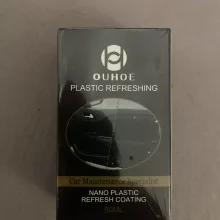 OUHOE
PLASTIC REFRESHING
Car Maintenance Specialist
NANO PLASTIC
REFRESH COATING